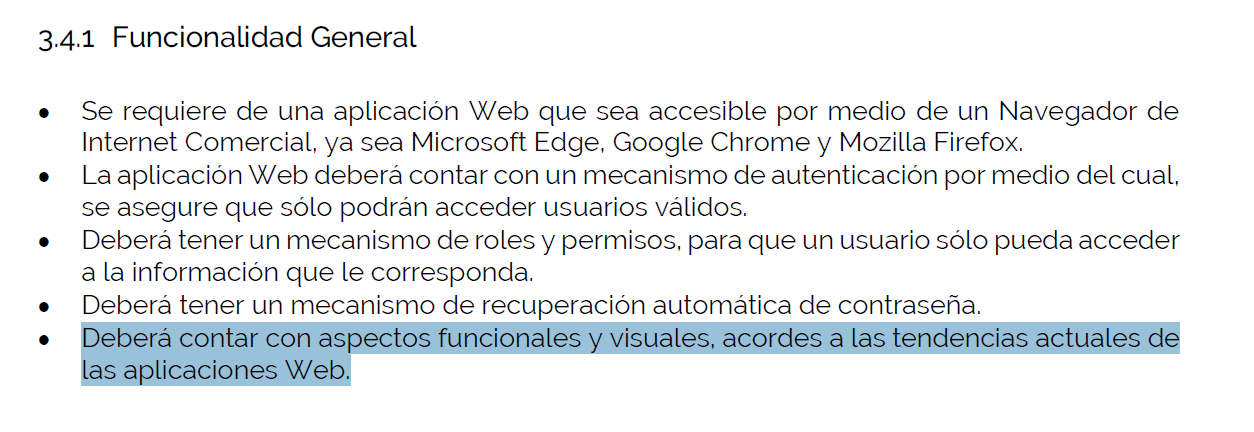 3.4.1 Funcionalidad General
● Se requiere de una aplicación Web que sea accesible por medio de un Navegador de
Internet Comercial, ya sea Microsoft Edge, Google Chrome y Mozilla Firefox.
● La aplicación Web deberá contar con un mecanismo de autenticación por medio del cual,
se asegure que sólo podrán acceder usuarios válidos.
● Deberá tener un mecanismo de roles y permisos, para que un usuario sólo pueda acceder
a la información que le corresponda.
● Deberá tener un mecanismo de recuperación automática de contraseña.
● Deberá contar con aspectos funcionales y visuales, acordes a las tendencias actuales de
las aplicaciones Web.